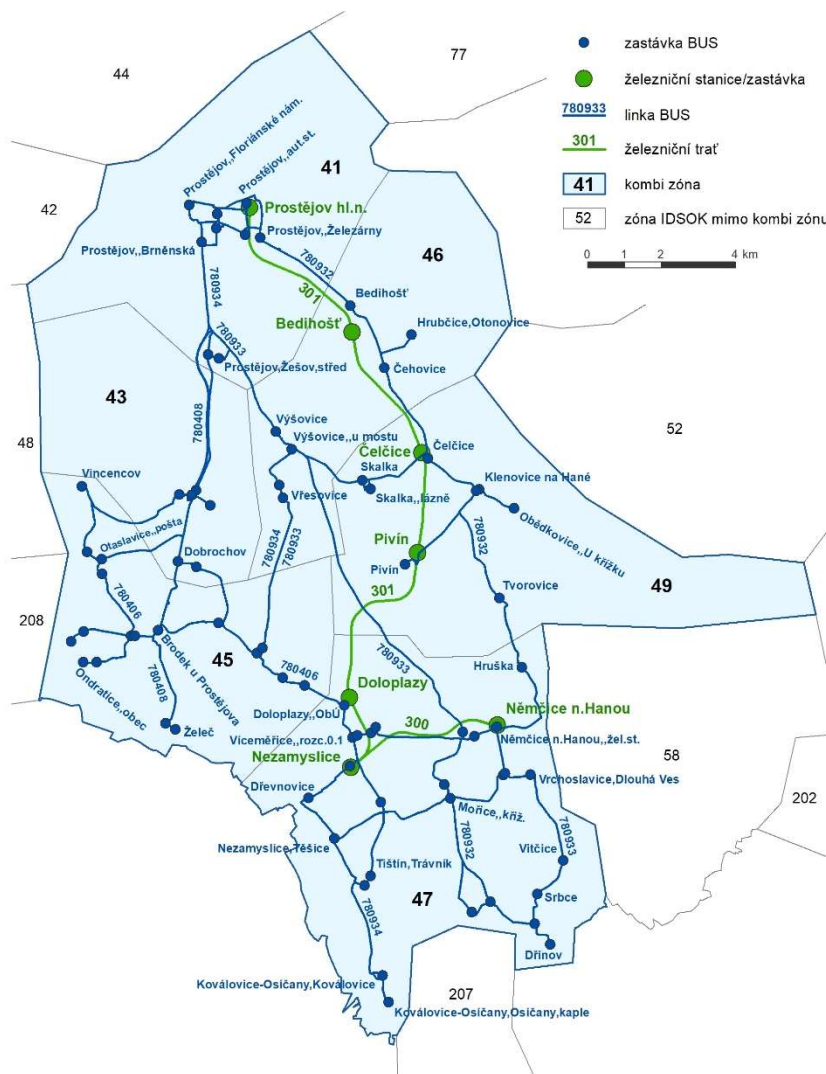 44
77
zastávka BUS
železniční stanice/zastávka
780933
linka BUS
301
železniční trať
41
kombi zóna
52
zóna IDSOK mimo kombi zónu
0 1 2 4 km
Prostějov,,Floriánské nám.
Prostějov,,aut.st.
41
42
Prostějov hl.n.
Prostějov,,Železárny
Prostějov,,Brněnská
780932
46
780934
301
Bedihošť
Bedihošť
Hrubčice,Otonovice
780933
Prostějov,Žešov,střed
Čehovice
43
780408
52
48
Výšovice
Výšovice,,u mostu
Čelčice
Čelčice
Vincencov
Skalka
Skalka,,lázně
Klenovice na Hané
Vřesovice
Obědkovice,,U křížku
Otaslavice,,pošta
780934
780933
780932
Pivín
Dobrochov
Pivín
Tvorovice
49
780406
301
208
Brodek u Prostějova
45
780933
Hruška
780406
Ondratice,,obec
780408
Doloplazy
Doloplazy,,ObÚ
Němčice n.Hanou
300
Želeč
Víceměřice,,rozc.0.1
Němčice n.Hanou,,žel.st.
58
Nezamyslice
Vrchoslavice,Dlouhá Ves
Dřevnovice
202
Mořice,,kříž.
Nezamyslice,Těšice
780932
780933
Vitčice
Tištín,Trávník
47
Srbce
780934
Dřínov
Koválovice-Osíčany,Koválovice
207
Koválovice-Osíčany,Osíčany,kaple